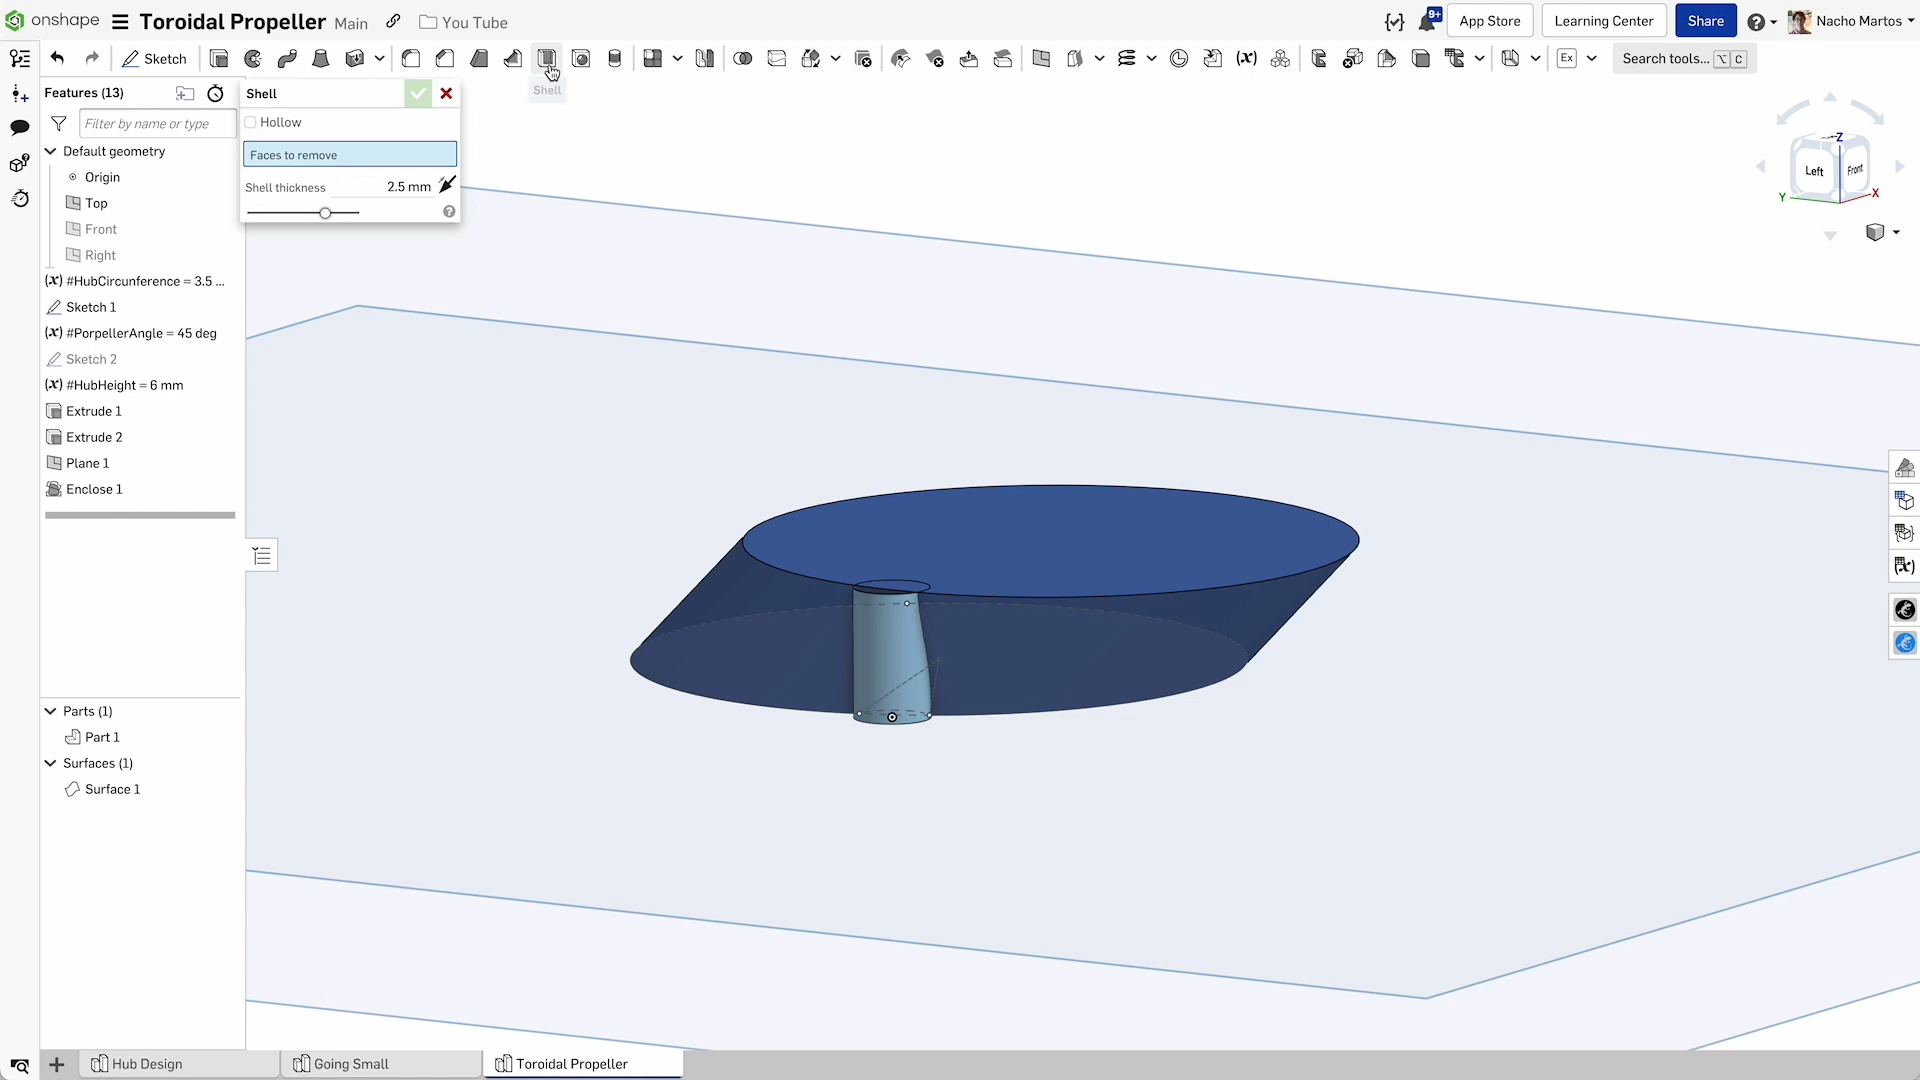 onshape Toroidal Propeller Main You Tube
9+ App Store Learning Center Share Nacho Martos
Sketch Ex Search tools... ⌥ C
Features (13)
Filter by name or type
Default geometry
Origin
Top
Front
Right
(x) #HubCircunference = 3.5 ...
Sketch 1
(x) #PorpellerAngle = 45 deg
Sketch 2
(x) #HubHeight = 6 mm
Extrude 1
Extrude 2
Plane 1
Enclose 1
Parts (1)
Part 1
Surfaces (1)
Surface 1
Shell
Hollow
Faces to remove
Shell thickness 2.5 mm
Shell
Z
Left Front
Y X
Hub Design Going Small Toroidal Propeller